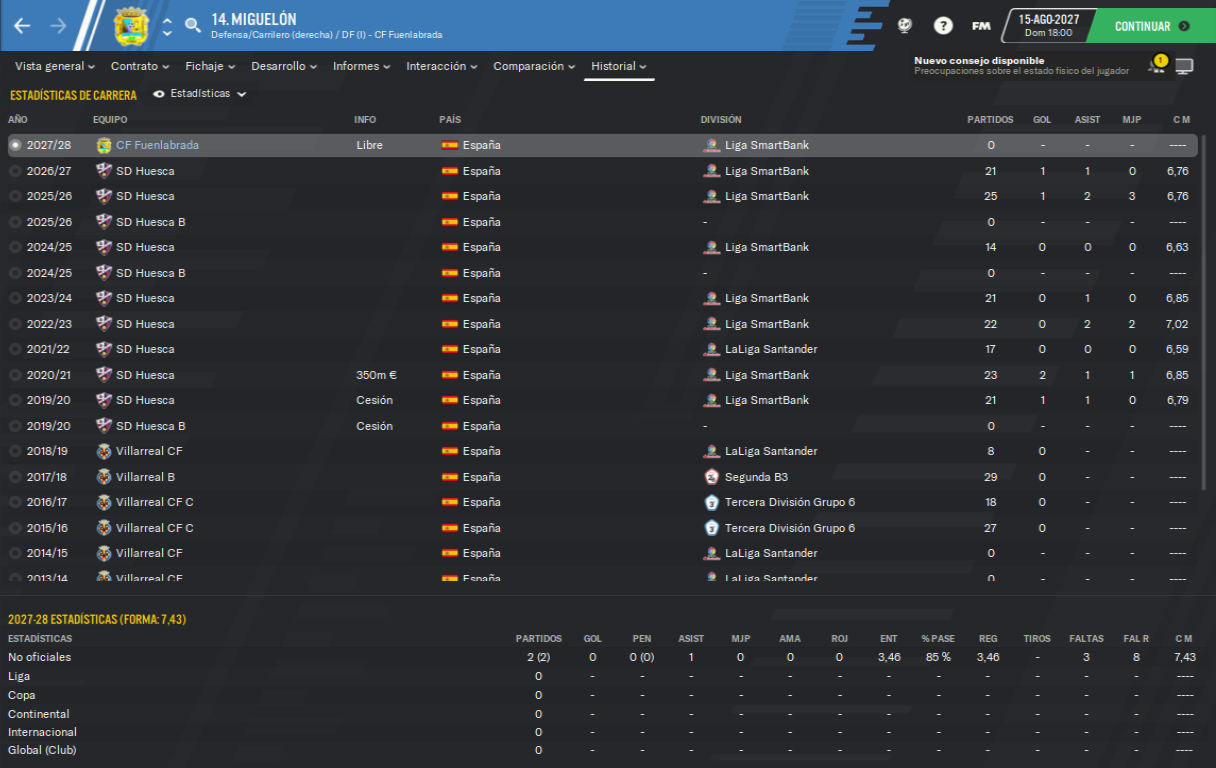 14. MIGUELÓN
Defensa/Carrilero (derecha) / DF (I) - CF Fuenlabrada
?
FM
15-AGO-2027
Dom 18:00
CONTINUAR
Vista general Contrato Fichaje Desarrollo Informes Interacción Comparación Historial
Nuevo consejo disponible
Preocupaciones sobre el estado físico del jugador
1
ESTADÍSTICAS DE CARRERA Estadísticas
AÑO EQUIPO INFO PAÍS DIVISIÓN PARTIDOS GOL ASIST MJP C M
2027/28 CF Fuenlabrada Libre España Liga SmartBank 0 - - - ----
2026/27 SD Huesca España Liga SmartBank 21 1 1 0 6,76
2025/26 SD Huesca España Liga SmartBank 25 1 2 3 6,76
2025/26 SD Huesca B España - 0 - - - ----
2024/25 SD Huesca España Liga SmartBank 14 0 0 0 6,63
2024/25 SD Huesca B España - 0 - - - ----
2023/24 SD Huesca España Liga SmartBank 21 0 1 0 6,85
2022/23 SD Huesca España Liga SmartBank 22 0 2 2 7,02
2021/22 SD Huesca España LaLiga Santander 17 0 0 0 6,59
2020/21 SD Huesca 350m € España Liga SmartBank 23 2 1 1 6,85
2019/20 SD Huesca Cesión España Liga SmartBank 21 1 1 0 6,79
2019/20 SD Huesca B Cesión España - 0 - - - ----
2018/19 Villarreal CF España LaLiga Santander 8 0 - - ----
2017/18 Villarreal B España Segunda B3 29 0 - - ----
2016/17 Villarreal CF C España Tercera División Grupo 6 18 0 - - ----
2015/16 Villarreal CF C España Tercera División Grupo 6 27 0 - - ----
2014/15 Villarreal CF España LaLiga Santander 0 - - - ----
2013/14 Villarreal CF España LaLiga Santander 0 - - - ----
2027-28 ESTADÍSTICAS (FORMA: 7,43)
ESTADÍSTICAS PARTIDOS GOL PEN ASIST MJP AMA ROJ ENT % PASE REG TIROS FALTAS FAL R C M
No oficiales 2 (2) 0 0 (0) 1 0 0 0 3,46 85 % 3,46 - 3 8 7,43
Liga 0 - - - - - - - - - - - - ----
Copa 0 - - - - - - - - - - - - ----
Continental 0 - - - - - - - - - - - - ----
Internacional 0 - - - - - - - - - - - - ----
Global (Club) 0 - - - - - - - - - - - - ----